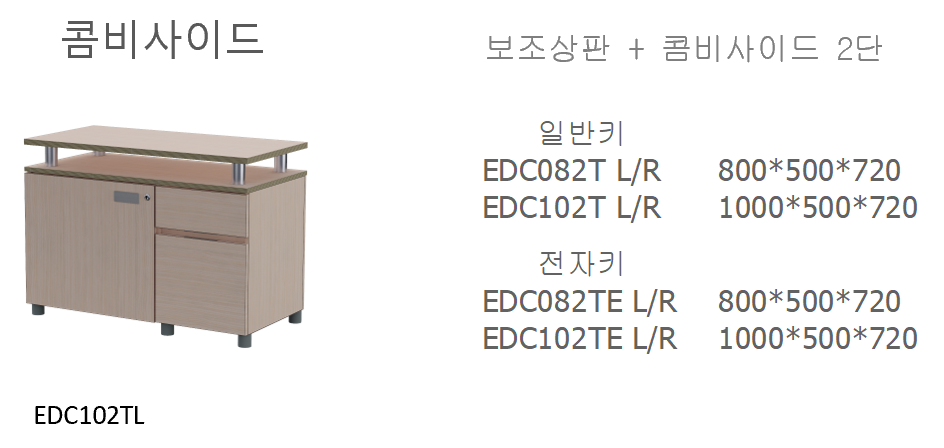 콤비사이드
보조상판 + 콤비사이드 2단
일반키
EDC082T L/R 800*500*720
EDC102T L/R 1000*500*720
전자키
EDC082TE L/R 800*500*720
EDC102TE L/R 1000*500*720
EDC102TL